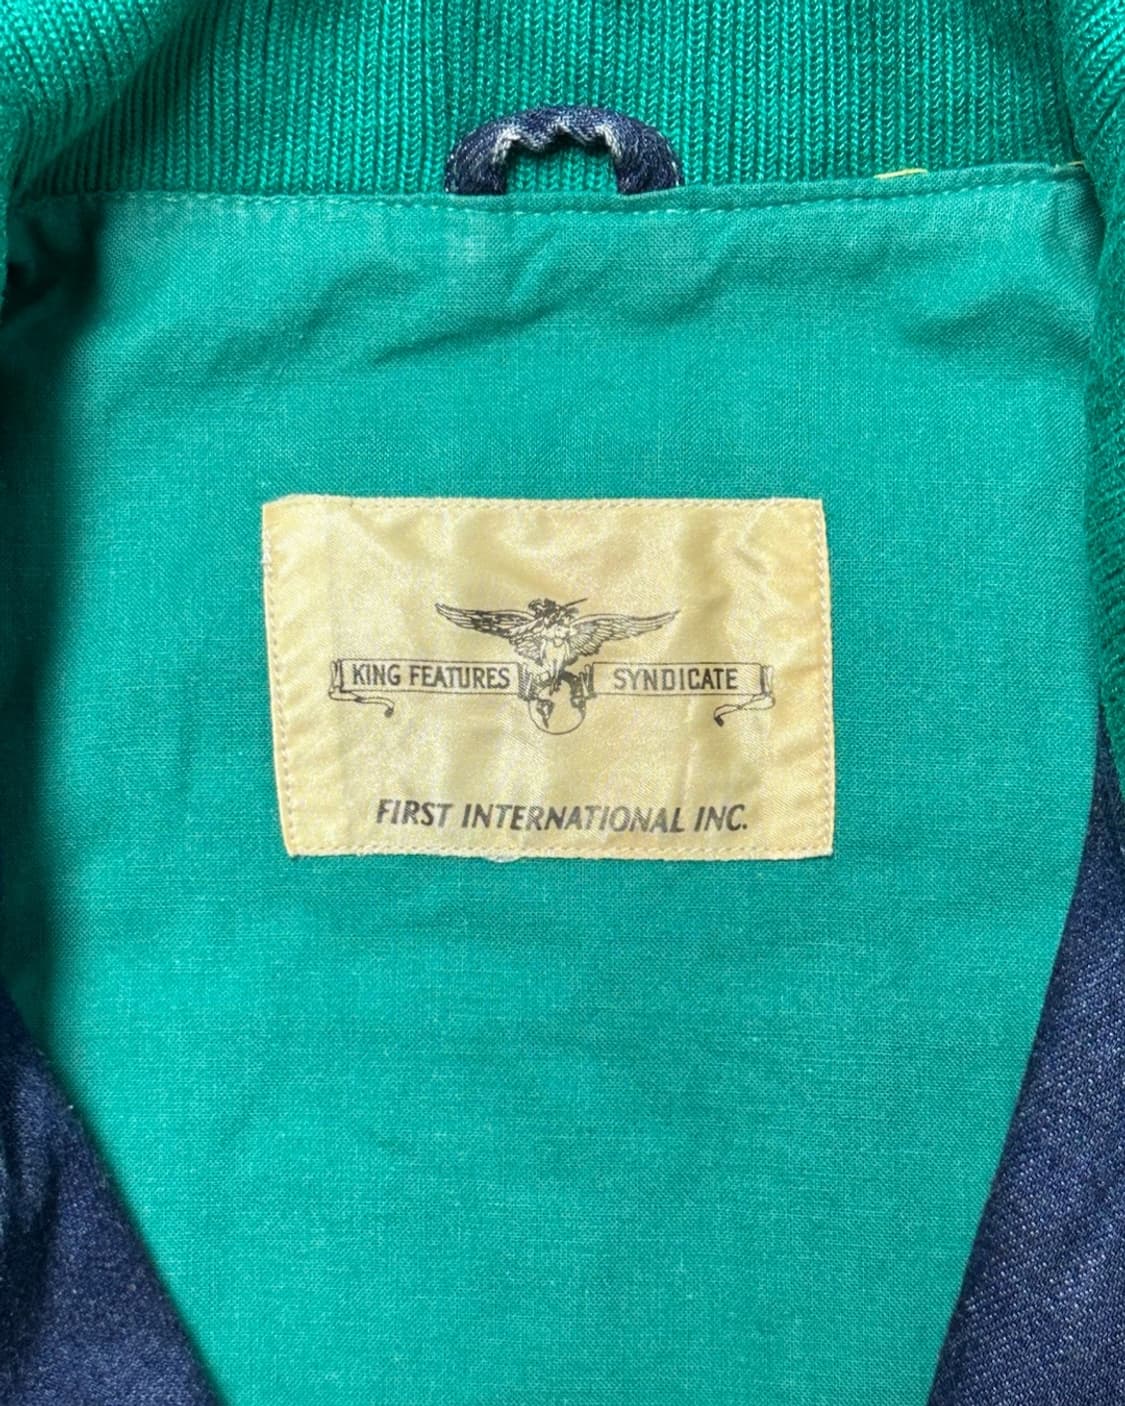 KING FEATURES SYNDICATE
FIRST INTERNATIONAL INC.